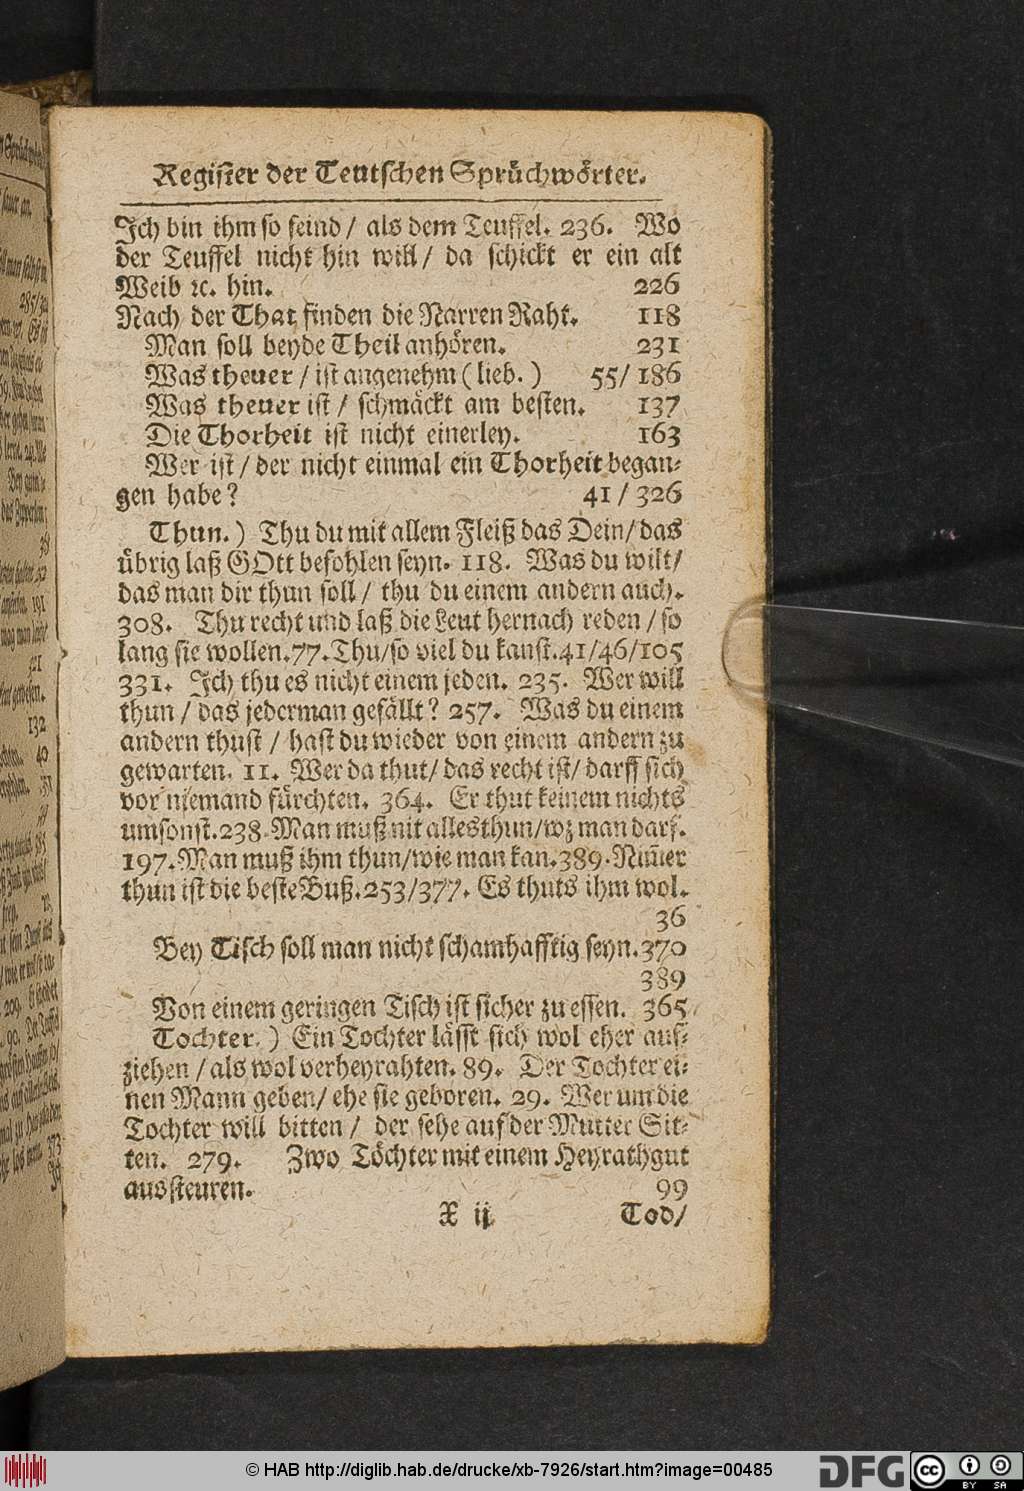 Register der Teutschen Sprüchwörter.
Ich bin ihm so feind / als dem Teuffel. 236. Wo
der Teuffel nicht hin will / da schickt er ein alt
Weib ꝛc. hin. 226
Nach der That finden die Narren Raht. 118
Man soll beyde Theil anhören. 231
Was theuer / ist angenehm (lieb.) 55/ 186
Was theuer ist / schmäckt am besten. 137
Die Thorheit ist nicht einerley. 163
Wer ist / der nicht einmal ein Thorheit began-
gen habe? 41 / 326
Thun.) Thu du mit allem Fleiß das Dein / das
übrig laß GOtt befohlen seyn. 118. Was du wilt /
das man dir thun soll / thu du einem andern auch.
308. Thu recht und laß die Leut hernach reden / so
lang sie wollen. 77. Thu / so viel du kanst. 41/46/105
331. Ich thu es nicht einem jeden. 235. Wer will
thun / das jederman gefällt? 257. Was du einem
andern thust / hast du wieder von einem andern zu
gewarten. 11. Wer da thut / das recht ist / darff sich
vor niemand fürchten. 364. Er thut keinem nichts
umsonst. 238. Man muß nit alles thun / wz man darf.
197. Man muß ihm thun / wie man kan. 389. Nim̄er
thun ist die beste Buß. 253/377. Es thuts ihm wol.
36
Bey Tisch soll man nicht schamhafftig seyn. 370
389
Von einem geringen Tisch ist sicher zu essen. 365
Tochter.) Ein Tochter lässt sich wol eher aus-
ziehen / als wol verheyrahten. 89. Der Tochter ei-
nen Mann geben / ehe sie geboren. 29. Wer um die
Tochter will bitten / der sehe auf der Mutter Sit-
ten. 279. Zwo Töchter mit einem Heyrathgut
aussteuren. 99
X ij Tod/
© HAB http://diglib.hab.de/drucke/xb-7926/start.htm?image=00485
DFG
cc BY SA